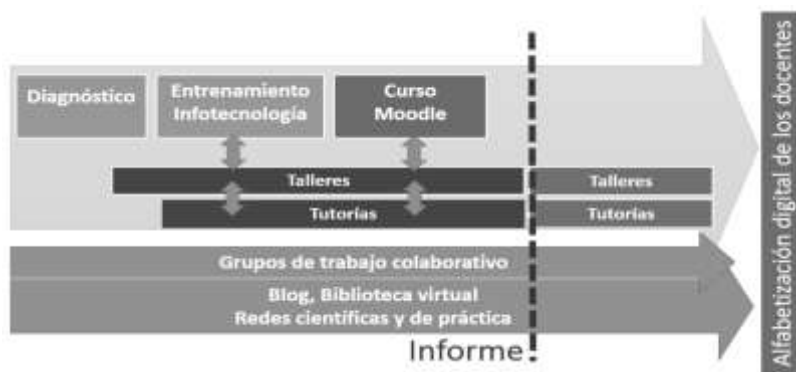 Diagnóstico
Entrenamiento
Infotecnología
Curso
Moodle
Talleres
Talleres
Tutorías
Tutorías
Grupos de trabajo colaborativo
Blog, Biblioteca virtual
Redes científicas y de práctica
Informe
Alfabetización digital de los docentes